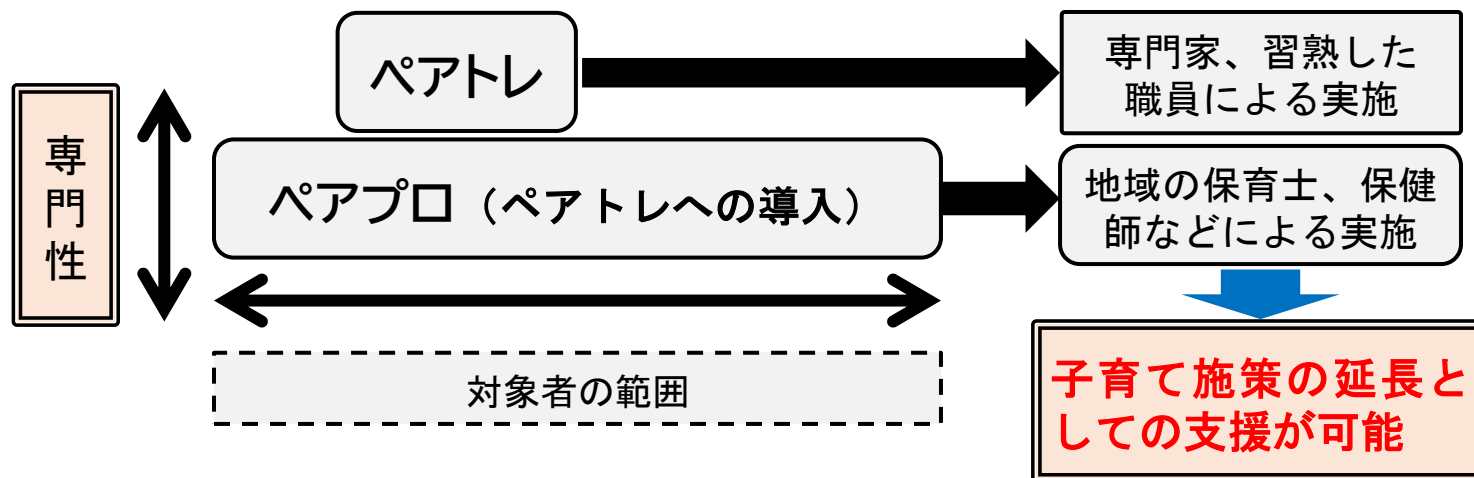 ペアトレ
専門家、習熟した
職員による実施
専門性
ペアプロ（ペアトレへの導入）
地域の保育士、保健
師などによる実施
対象者の範囲
子育て施策の延長と
しての支援が可能